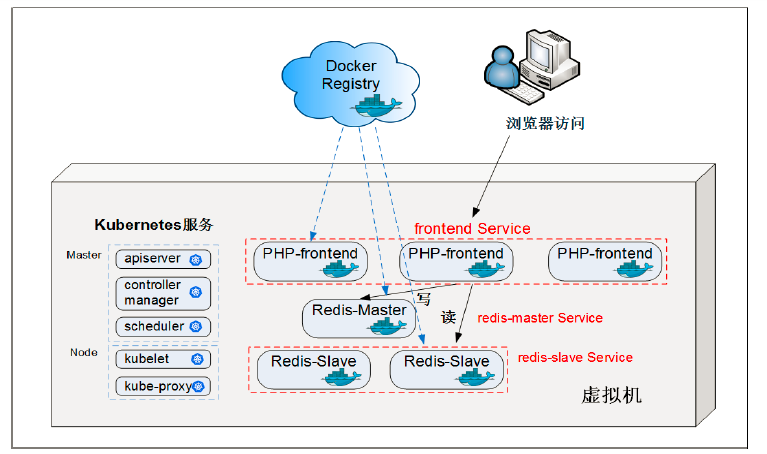 Docker
Registry
浏览器访问
Kubernetes服务
frontend Service
Master
apiserver
controller
manager
scheduler
Node
kubelet
kube-proxy
PHP-frontend
PHP-frontend
PHP-frontend
写
Redis-Master
读
redis-master Service
Redis-Slave
Redis-Slave
redis-slave Service
虚拟机